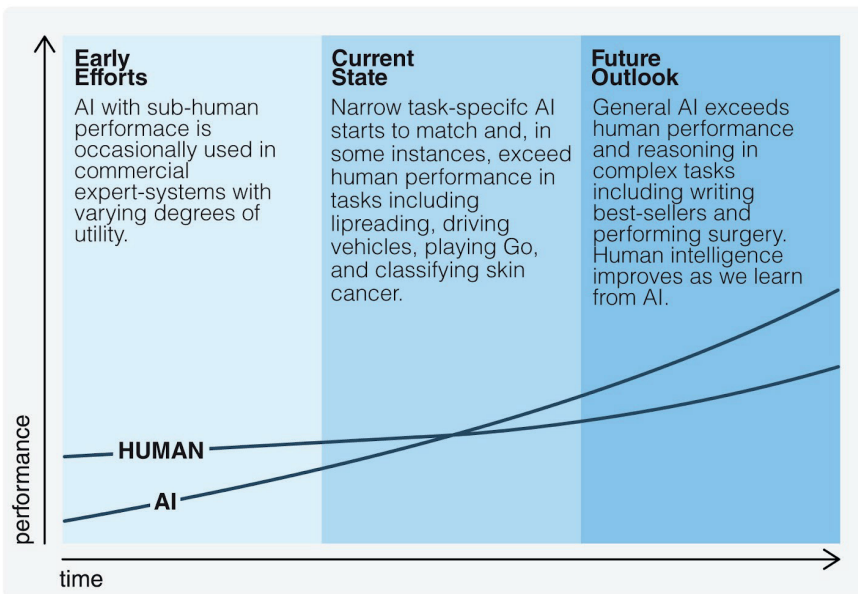 Early
Efforts
AI with sub-human
performace is
occasionally used in
commercial
expert-systems with
varying degrees of
utility.
Current
State
Narrow task-specifc AI
starts to match and, in
some instances, exceed
human performance in
tasks including
lipreading, driving
vehicles, playing Go,
and classifying skin
cancer.
Future
Outlook
General AI exceeds
human performance
and reasoning in
complex tasks
including writing
best-sellers and
performing surgery.
Human intelligence
improves as we learn
from AI.
HUMAN
AI
performance
time